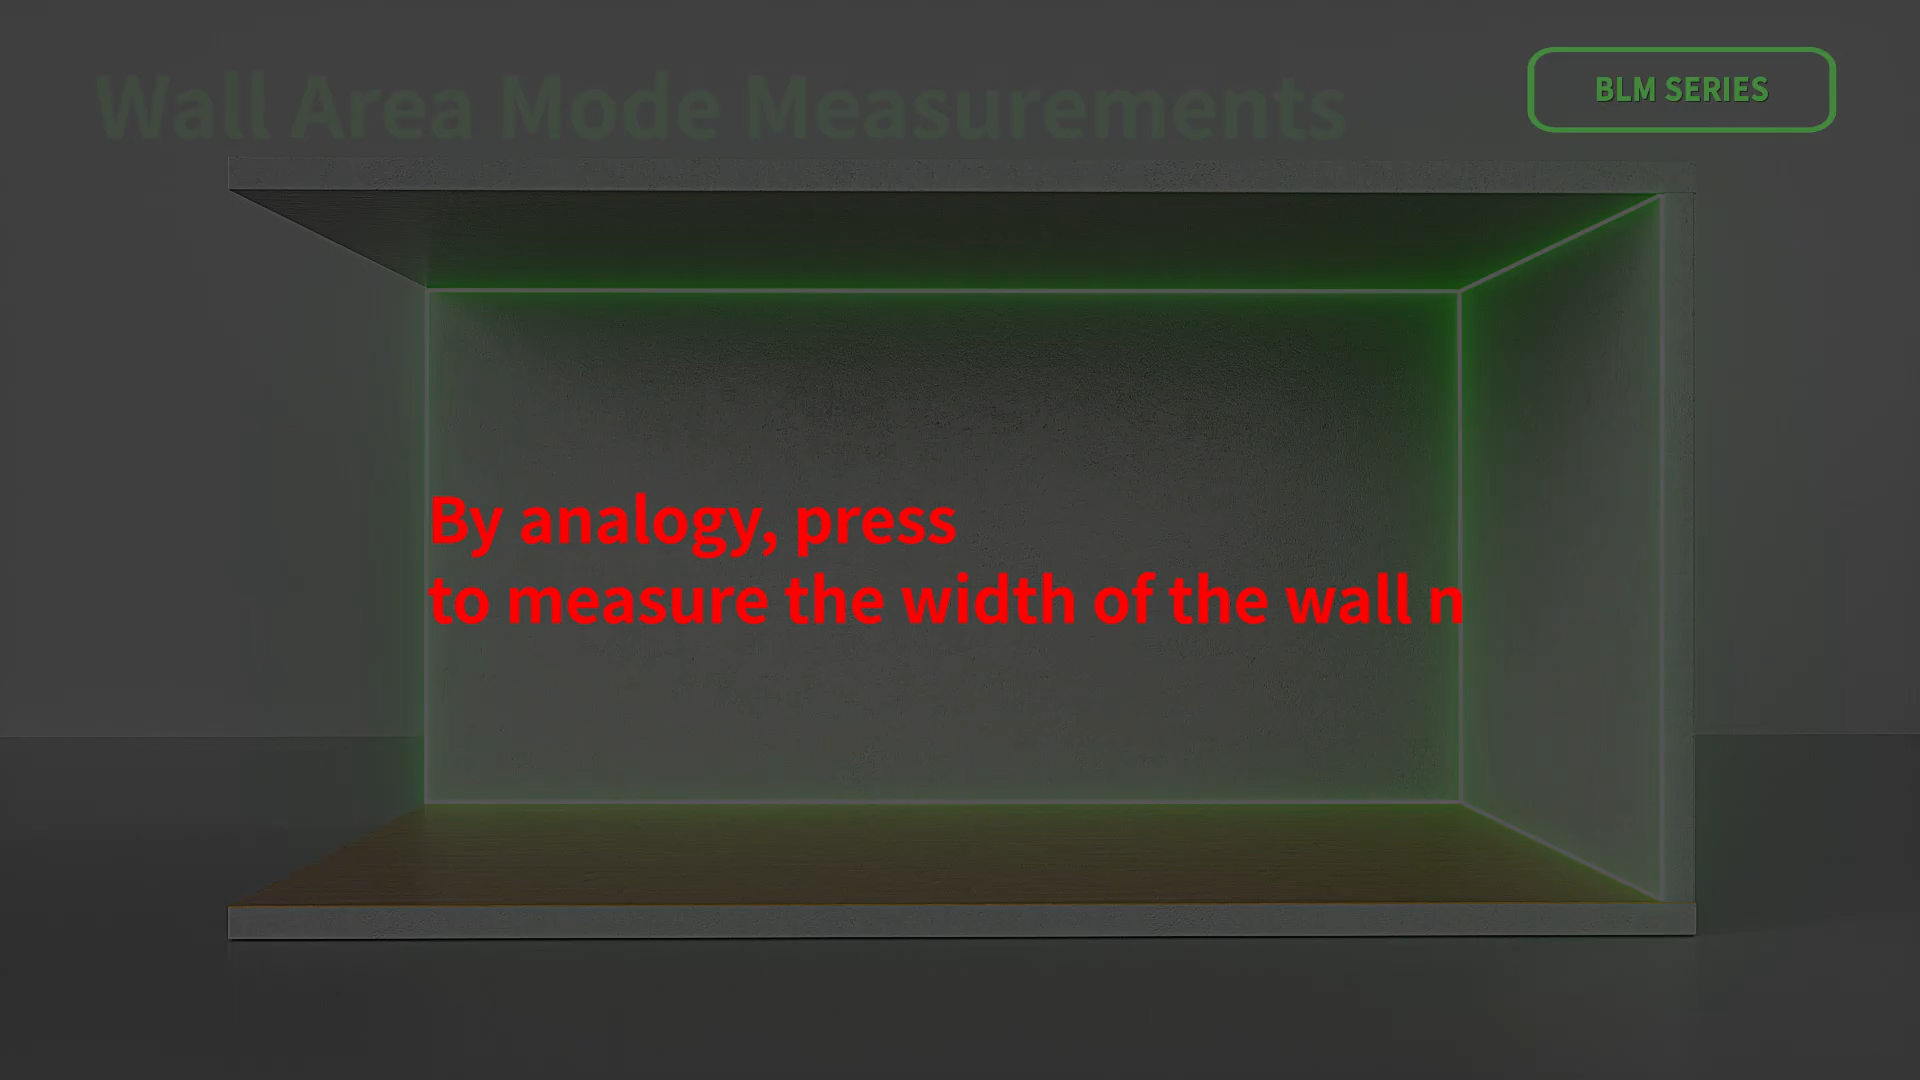 Wall Area Mode Measurements
BLM SERIES
By analogy, press
to measure the width of the wall n